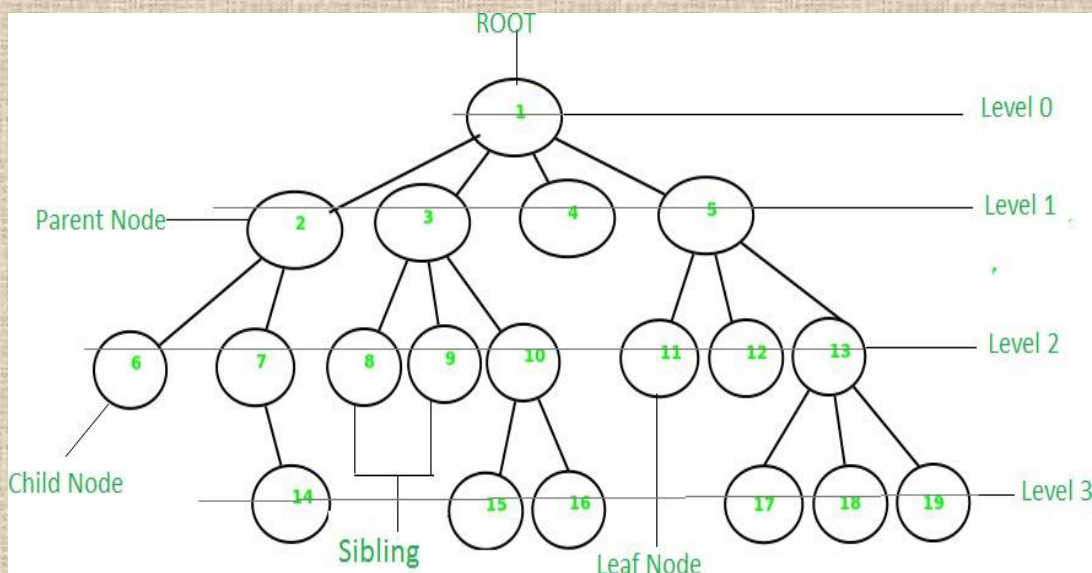 ROOT
1
Level 0
Parent Node
2
3
4
5
Level 1
6
7
8
9
10
11
12
13
Level 2
Child Node
14
15
16
17
18
19
Level 3
Sibling
Leaf Node